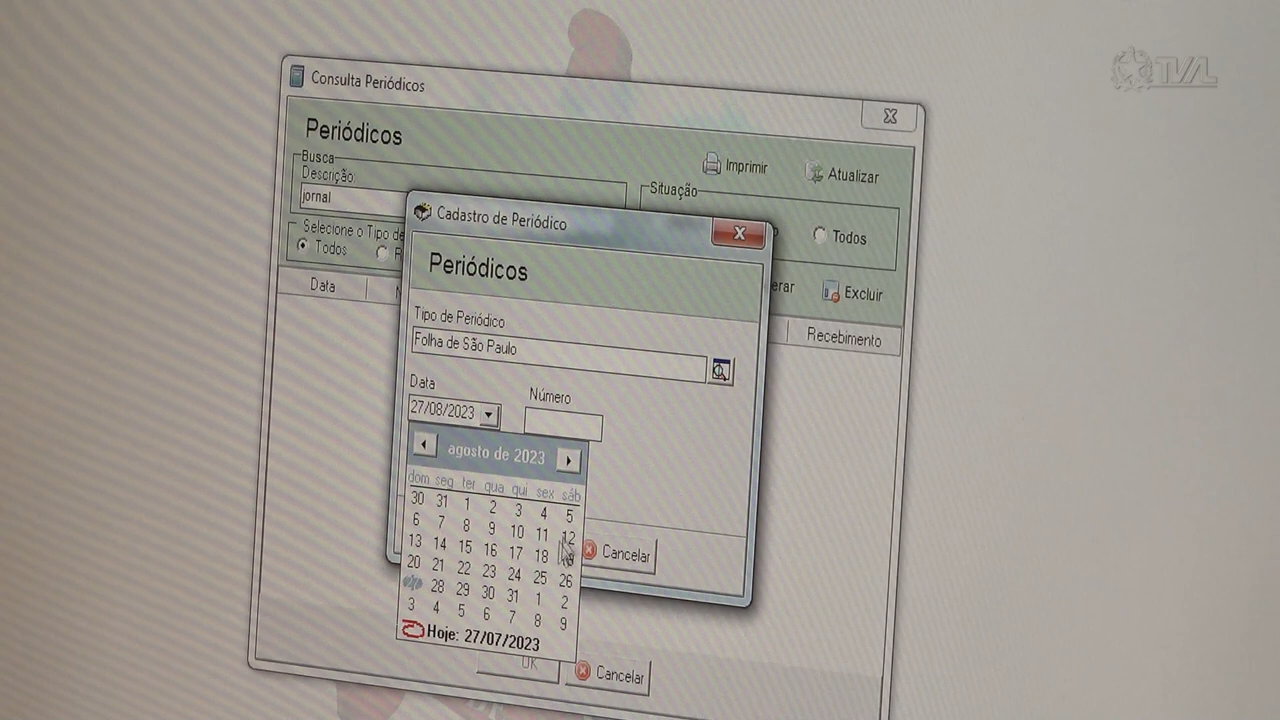 TVAL
Consulta Periódicos
Periódicos
Imprimir
Atualizar
Busca
Descrição:
jornal
Situação
Todos
Selecione o Tipo de
Todos
Excluir
Data
Recebimento
Cadastro de Periódico
Periódicos
Tipo de Periódico
Folha de São Paulo
Data
Número
27/08/2023
agosto de 2023
dom seg ter qua qui sex sáb
30 31 1 2 3 4 5
6 7 8 9 10 11 12
13 14 15 16 17 18
20 21 22 23 24 25 26
28 29 30 31 1 2
3 4 5 6 7 8 9
Hoje: 27/07/2023
Cancelar
OK
Cancelar